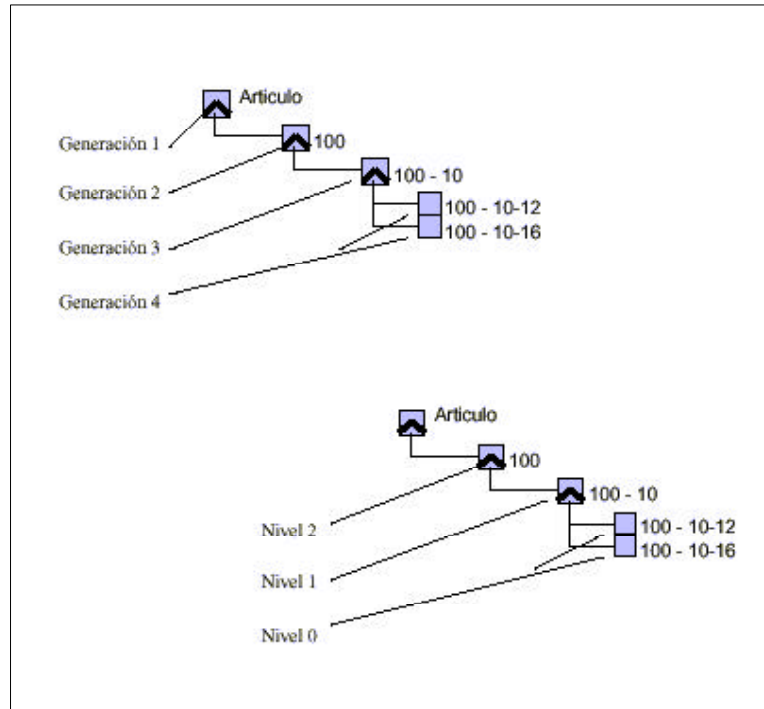 Articulo
Generación 1
100
Generación 2
100 - 10
100 - 10-12
Generación 3
100 - 10-16
Generación 4
Articulo
100
100 - 10
Nivel 2
100 - 10-12
100 - 10-16
Nivel 1
Nivel 0